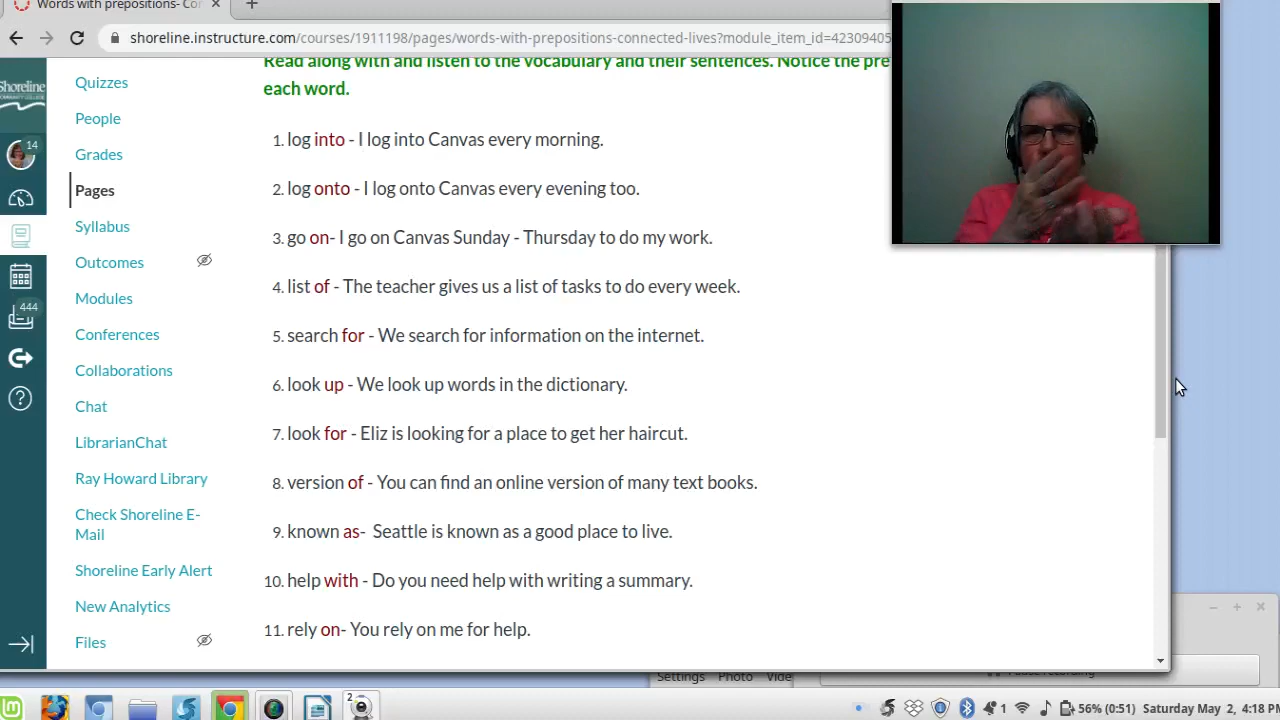 Words with prepositions- Co
shoreline.instructure.com/courses/1911198/pages/words-with-prepositions-connected-lives?module_item_id=42309405
Shoreline
COMMUNITY COLLEGE
14
444
Quizzes
People
Grades
Pages
Syllabus
Outcomes
Modules
Conferences
Collaborations
Chat
LibrarianChat
Ray Howard Library
Check Shoreline E-
Mail
Shoreline Early Alert
New Analytics
Files
Read along with and listen to the vocabulary and their sentences. Notice the pre
each word.
1. log into - I log into Canvas every morning.
2. log onto - I log onto Canvas every evening too.
3. go on- I go on Canvas Sunday - Thursday to do my work.
4. list of - The teacher gives us a list of tasks to do every week.
5. search for - We search for information on the internet.
6. look up - We look up words in the dictionary.
7. look for - Eliz is looking for a place to get her haircut.
8. version of - You can find an online version of many text books.
9. known as- Seattle is known as a good place to live.
10. help with - Do you need help with writing a summary.
11. rely on- You rely on me for help.
Settings Photo Vide
2
1
56% (0:51) Saturday May 2, 4:18 PM